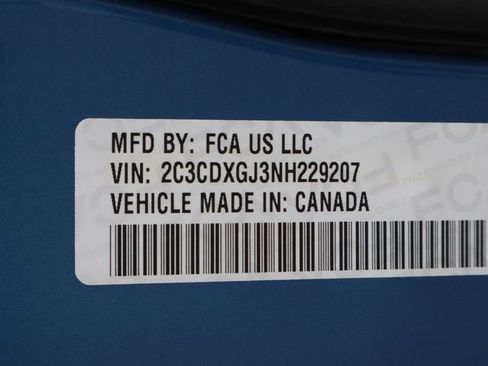 MFD BY: FCA US LLC
VIN: 2C3CDXGJ3NH229207
VEHICLE MADE IN: CANADA